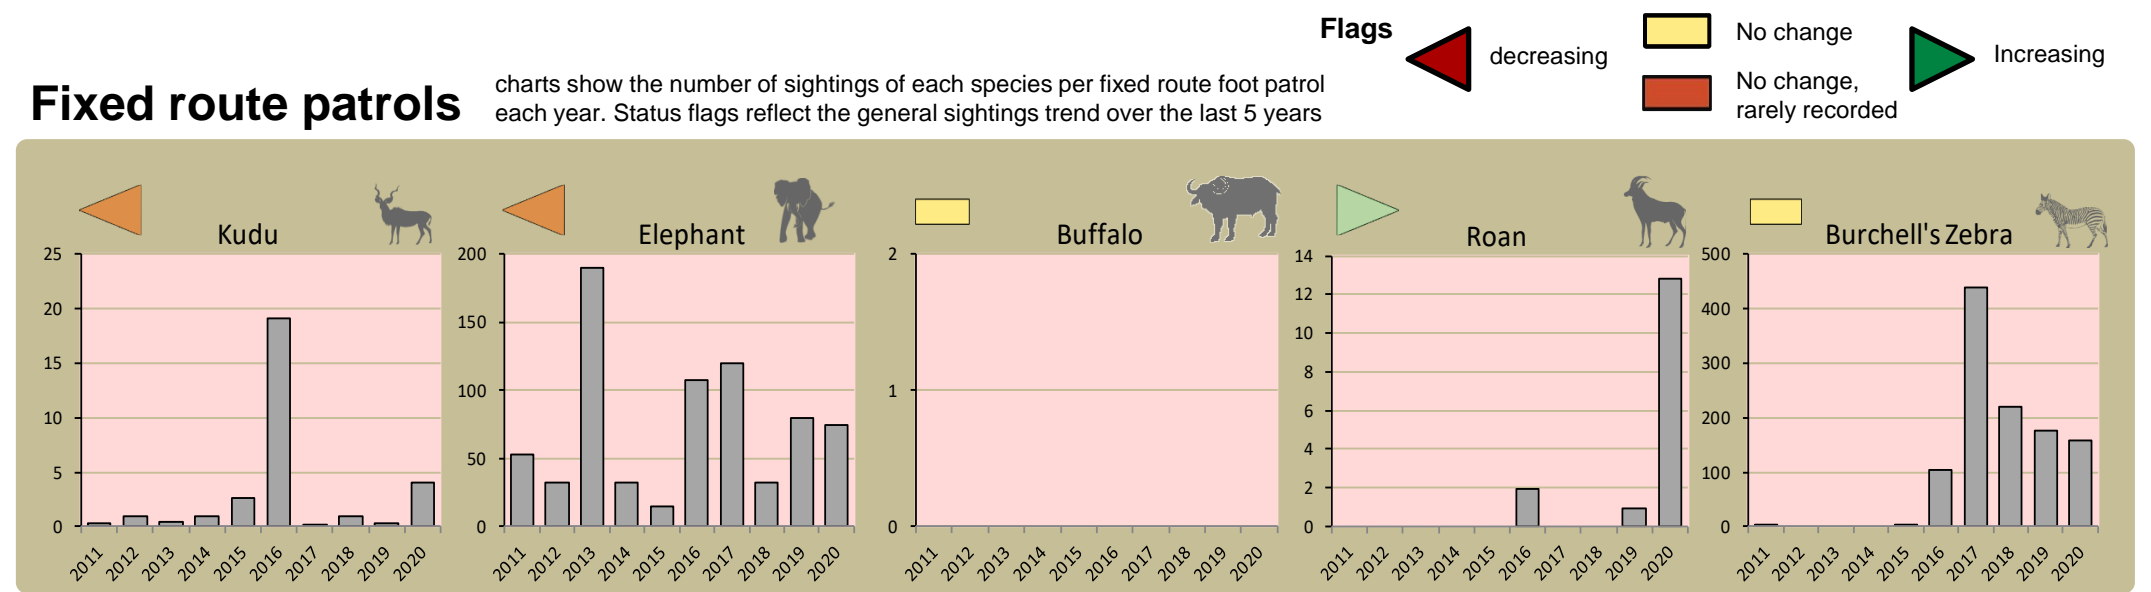 Flags
decreasing
No change
No change,
rarely recorded
Increasing
Fixed route patrols
charts show the number of sightings of each species per fixed route foot patrol
each year. Status flags reflect the general sightings trend over the last 5 years
Kudu
25
20
15
10
5
0
2011 2012 2013 2014 2015 2016 2017 2018 2019 2020
Elephant
200
150
100
50
0
2011 2012 2013 2014 2015 2016 2017 2018 2019 2020
Buffalo
2
1
0
2011 2012 2013 2014 2015 2016 2017 2018 2019 2020
Roan
14
12
10
8
6
4
2
0
2011 2012 2013 2014 2015 2016 2017 2018 2019 2020
Burchell's Zebra
500
400
300
200
100
0
2011 2012 2013 2014 2015 2016 2017 2018 2019 2020